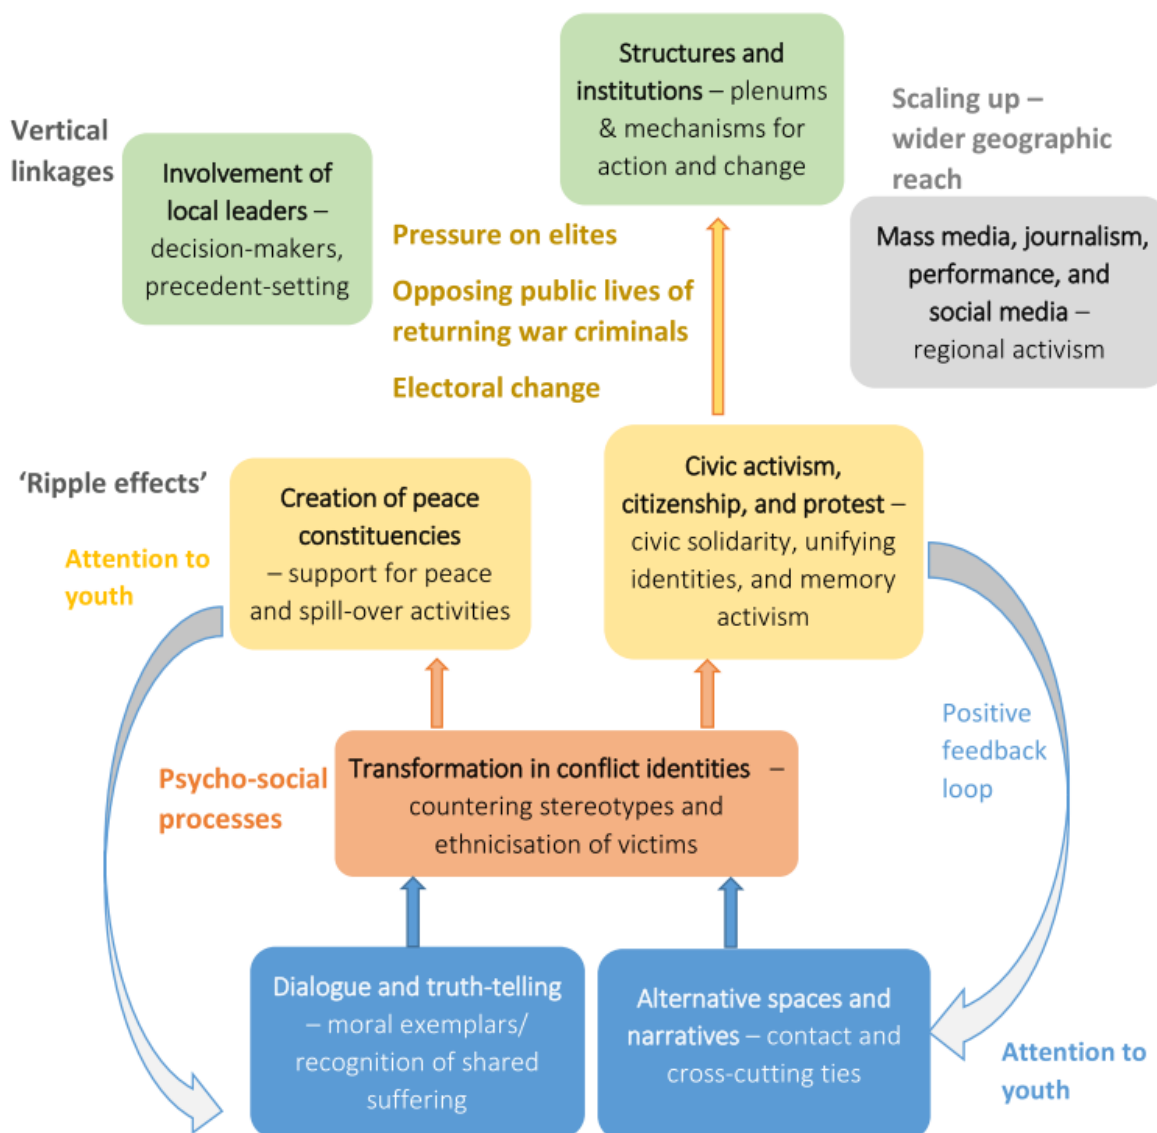 Structures and
institutions – plenums
& mechanisms for
action and change
Scaling up –
wider geographic
reach
Vertical
linkages
Involvement of
local leaders –
decision-makers,
precedent-setting
Pressure on elites
Opposing public lives of
returning war criminals
Electoral change
Mass media, journalism,
performance, and
social media –
regional activism
'Ripple effects'
Attention to
youth
Creation of peace
constituencies
– support for peace
and spill-over activities
Civic activism,
citizenship, and protest –
civic solidarity, unifying
identities, and memory
activism
Positive
feedback
loop
Psycho-social
processes
Transformation in conflict identities –
countering stereotypes and
ethnicisation of victims
Dialogue and truth-telling
– moral exemplars/
recognition of shared
suffering
Alternative spaces and
narratives – contact and
cross-cutting ties
Attention to
youth